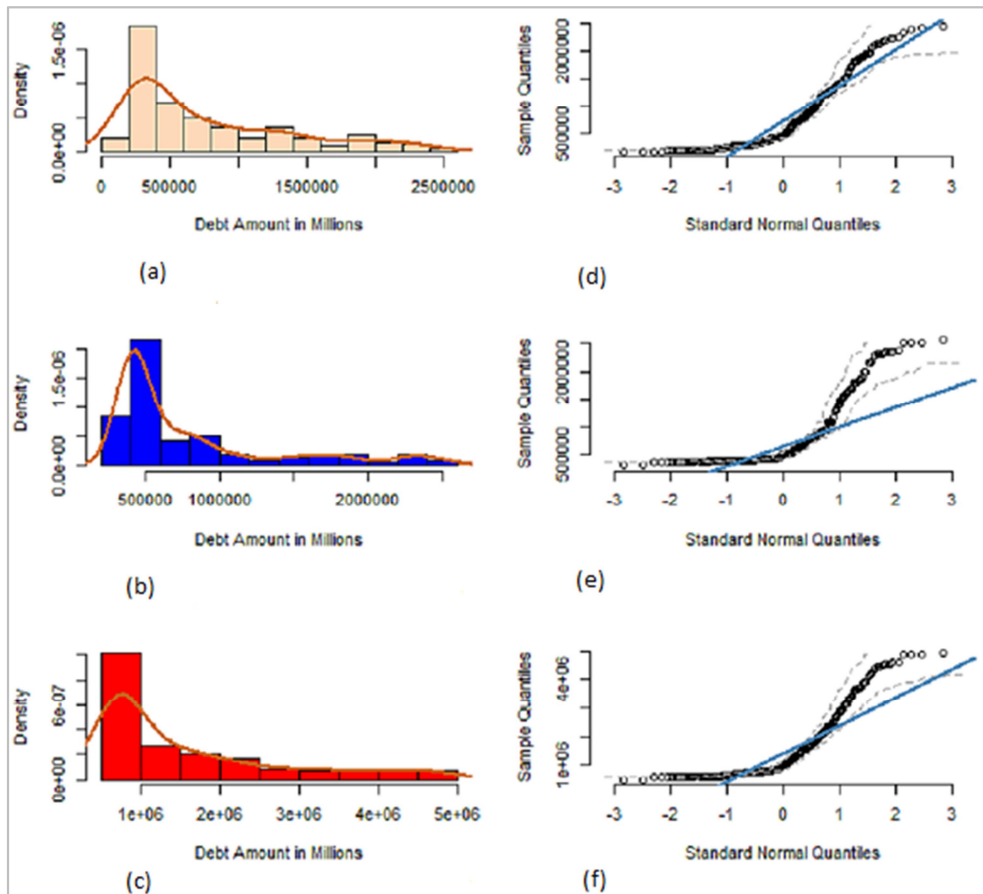 Density
1.5e-06
0.0e+00
0 500000 1500000 2500000
Debt Amount in Millions
(a)
Sample Quantiles
2000000
500000
-3 -2 -1 0 1 2 3
Standard Normal Quantiles
(d)
Density
1.5e-06
0.0e+00
500000 1000000 2000000
Debt Amount in Millions
(b)
Sample Quantiles
2000000
500000
-3 -2 -1 0 1 2 3
Standard Normal Quantiles
(e)
Density
6e-07
0e+00
1e+06 2e+06 3e+06 4e+06 5e+06
Debt Amount in Millions
(c)
Sample Quantiles
4e+06
1e+06
-3 -2 -1 0 1 2 3
Standard Normal Quantiles
(f)